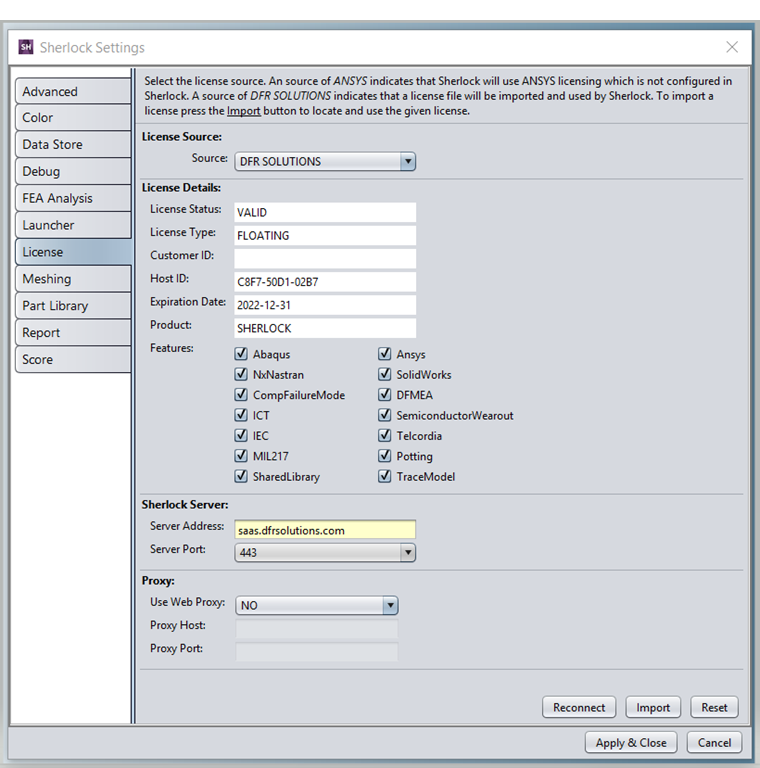 SH Sherlock Settings
Advanced
Color
Data Store
Debug
FEA Analysis
Launcher
License
Meshing
Part Library
Report
Score
Select the license source. An source of ANSYS indicates that Sherlock will use ANSYS licensing which is not configured in
Sherlock. A source of DFR SOLUTIONS indicates that a license file will be imported and used by Sherlock. To import a
license press the Import button to locate and use the given license.
License Source:
Source: DFR SOLUTIONS
License Details:
License Status: VALID
License Type: FLOATING
Customer ID:
Host ID: C8F7-50D1-02B7
Expiration Date: 2022-12-31
Product: SHERLOCK
Features:
Abaqus Ansys
NxNastran SolidWorks
CompFailureMode DFMEA
ICT SemiconductorWearout
IEC Telcordia
MIL217 Potting
SharedLibrary TraceModel
Sherlock Server:
Server Address: saas.dfrsolutions.com
Server Port: 443
Proxy:
Use Web Proxy: NO
Proxy Host:
Proxy Port:
Reconnect Import Reset
Apply & Close Cancel